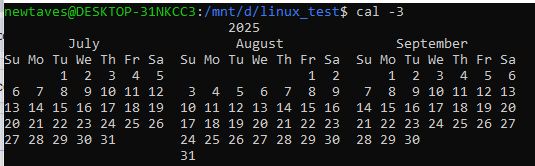 newtaves@DESKTOP-31NKCC3:/mnt/d/linux_test$ cal -3
                            2025
        July                 August              September
Su Mo Tu We Th Fr Sa  Su Mo Tu We Th Fr Sa  Su Mo Tu We Th Fr Sa
       1  2  3  4  5                  1  2      1  2  3  4  5  6
 6  7  8  9 10 11 12   3  4  5  6  7  8  9   7  8  9 10 11 12 13
13 14 15 16 17 18 19  10 11 12 13 14 15 16  14 15 16 17 18 19 20
20 21 22 23 24 25 26  17 18 19 20 21 22 23  21 22 23 24 25 26 27
27 28 29 30 31        24 25 26 27 28 29 30  28 29 30
                      31